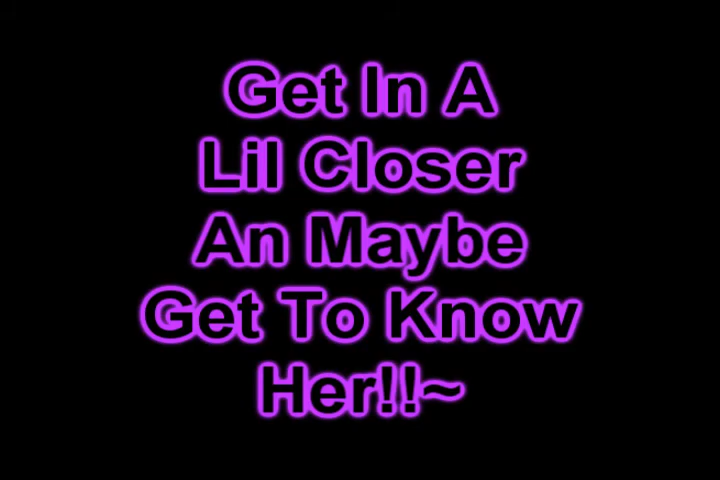 Get In A
Lil Closer
An Maybe
Get To Know
Her!!~